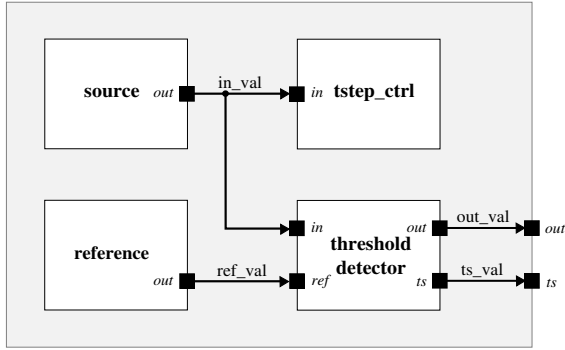 in_val
source out
in tstep_ctrl
out_val
in
out
out
threshold
detector
reference
out
ref_val
ref
ts
ts_val
ts